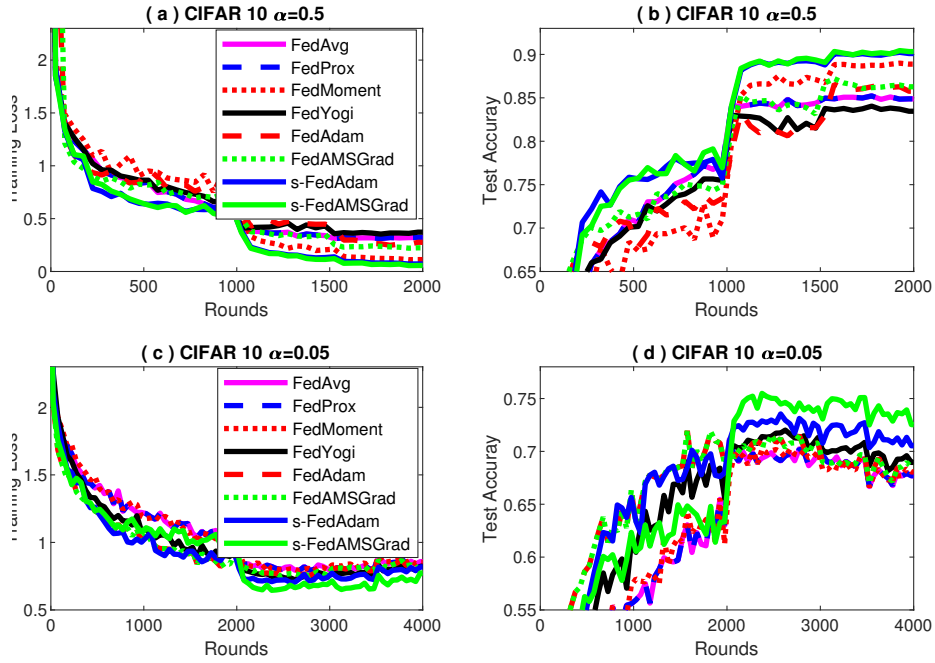 ( a ) CIFAR 10 α=0.5
2
1.5
1
0.5
0
0 500 1000 1500 2000
Rounds
FedAvg
FedProx
FedMoment
FedYogi
FedAdam
FedAMSGrad
s-FedAdam
s-FedAMSGrad
( b ) CIFAR 10 α=0.5
Test Accuray
0.9
0.85
0.8
0.75
0.7
0.65
0 500 1000 1500 2000
Rounds
( c ) CIFAR 10 α=0.05
2
1.5
1
0.5
0 1000 2000 3000 4000
Rounds
FedAvg
FedProx
FedMoment
FedYogi
FedAdam
FedAMSGrad
s-FedAdam
s-FedAMSGrad
( d ) CIFAR 10 α=0.05
Test Accuray
0.75
0.7
0.65
0.6
0.55
0 1000 2000 3000 4000
Rounds